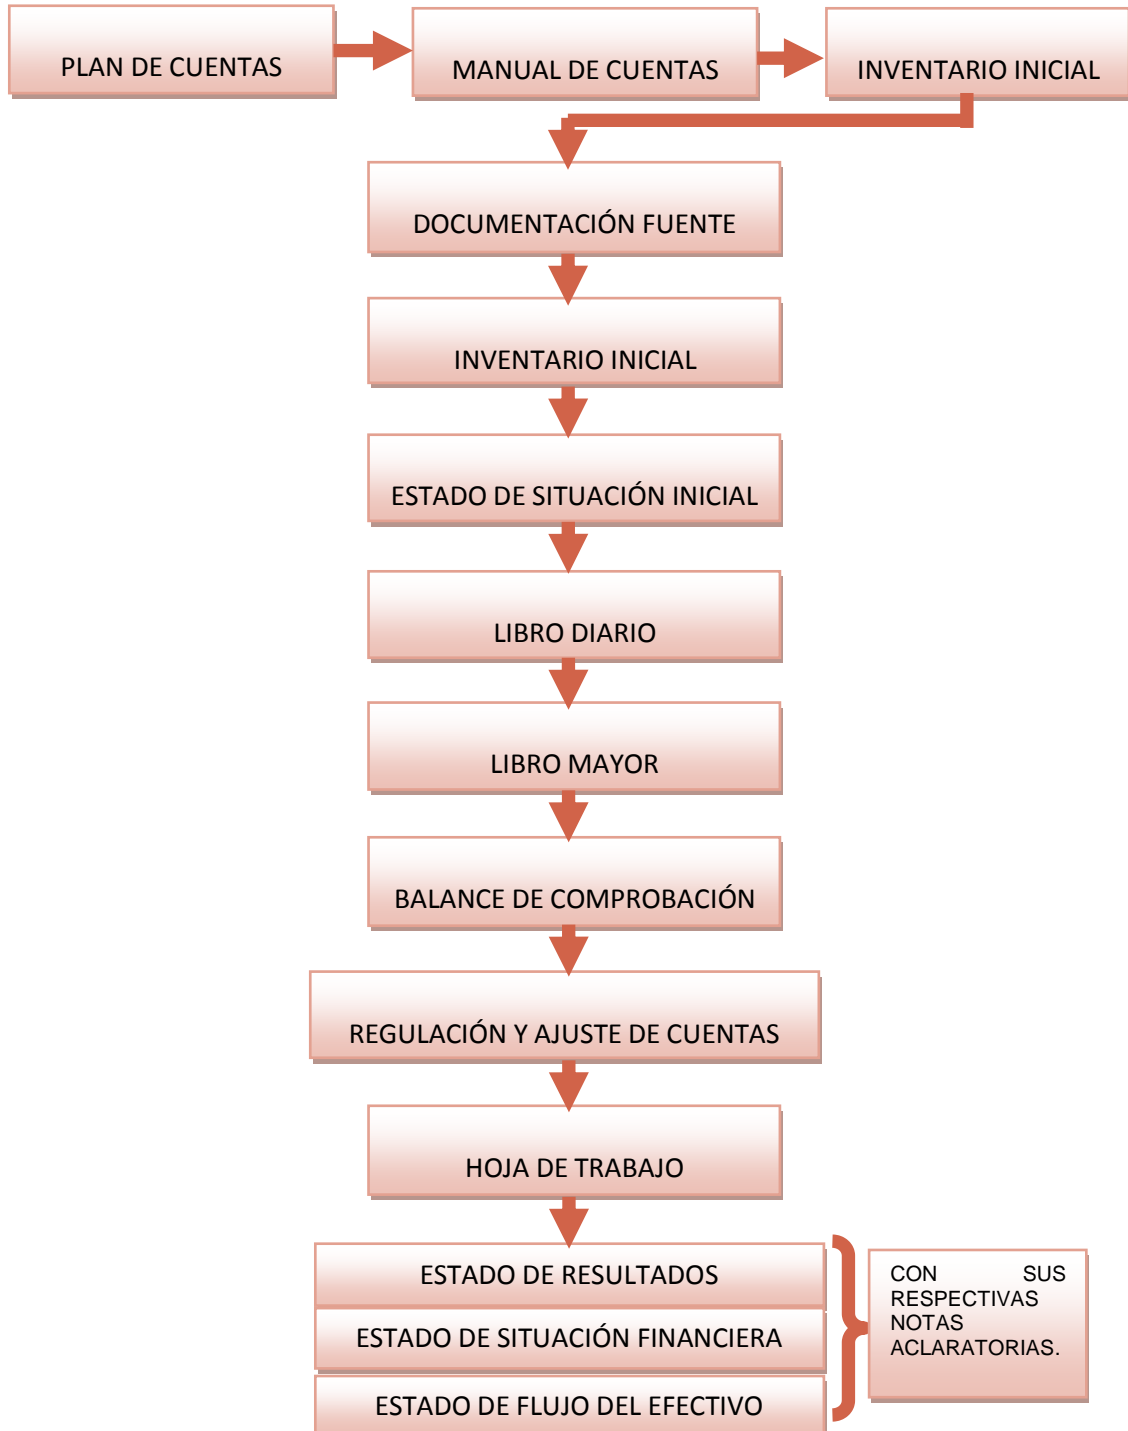 PLAN DE CUENTAS
MANUAL DE CUENTAS
INVENTARIO INICIAL
DOCUMENTACIÓN FUENTE
INVENTARIO INICIAL
ESTADO DE SITUACIÓN INICIAL
LIBRO DIARIO
LIBRO MAYOR
BALANCE DE COMPROBACIÓN
REGULACIÓN Y AJUSTE DE CUENTAS
HOJA DE TRABAJO
ESTADO DE RESULTADOS
ESTADO DE SITUACIÓN FINANCIERA
ESTADO DE FLUJO DEL EFECTIVO
CON SUS
RESPECTIVAS
NOTAS
ACLARATORIAS.